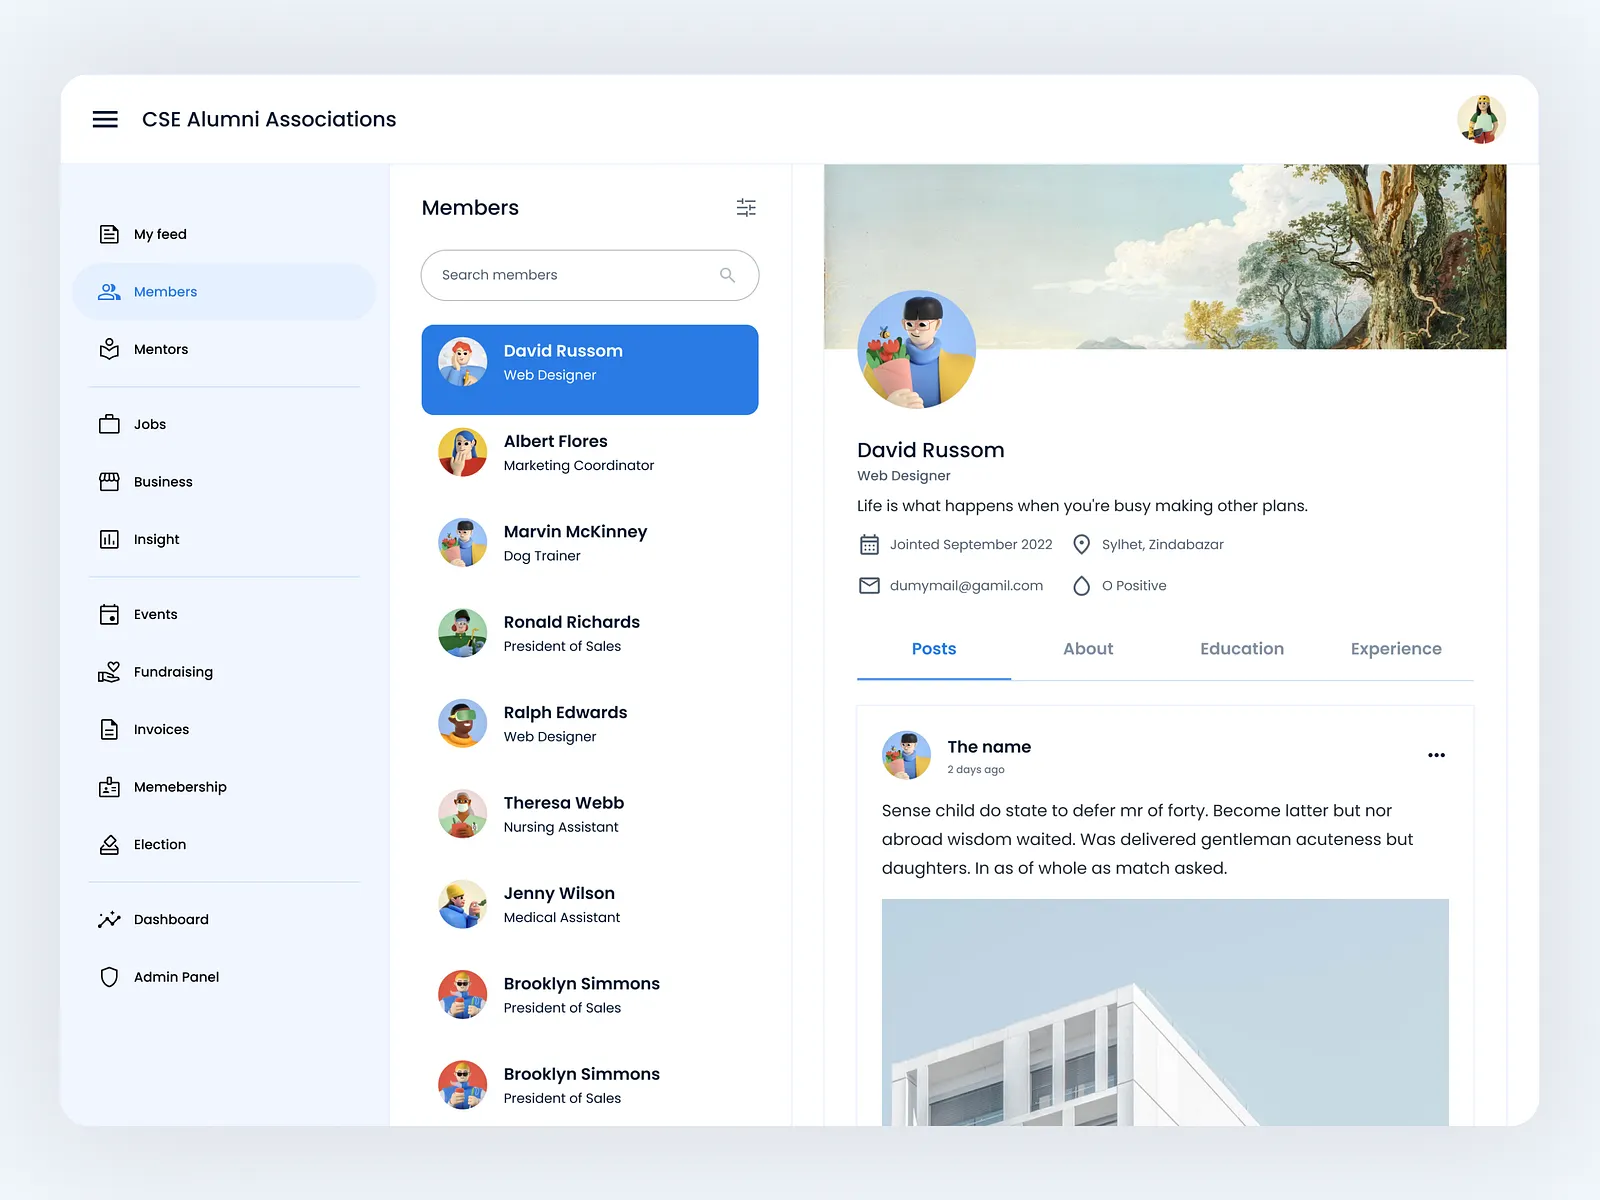 CSE Alumni Associations
My feed
Members
Mentors
Jobs
Business
Insight
Events
Fundraising
Invoices
Memebership
Election
Dashboard
Admin Panel
Members
Search members
David Russom
Web Designer
Albert Flores
Marketing Coordinator
Marvin McKinney
Dog Trainer
Ronald Richards
President of Sales
Ralph Edwards
Web Designer
Theresa Webb
Nursing Assistant
Jenny Wilson
Medical Assistant
Brooklyn Simmons
President of Sales
Brooklyn Simmons
President of Sales
David Russom
Web Designer
Life is what happens when you're busy making other plans.
Jointed September 2022 Sylhet, Zindabazar
dumymail@gamil.com O Positive
Posts About Education Experience
The name
2 days ago
Sense child do state to defer mr of forty. Become latter but nor
abroad wisdom waited. Was delivered gentleman acuteness but
daughters. In as of whole as match asked.